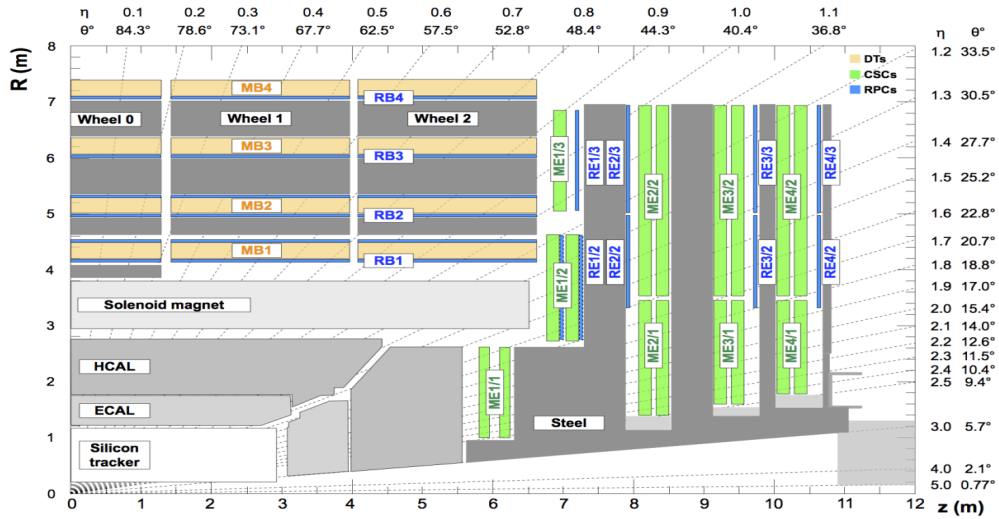 η 0.1 0.2 0.3 0.4 0.5 0.6 0.7 0.8 0.9 1.0 1.1 η θ°
θ° 84.3° 78.6° 73.1° 67.7° 62.5° 57.5° 52.8° 48.4° 44.3° 40.4° 36.8°
R (m)
8
7
6
5
4
3
2
1
0
1.2 33.5°
1.3 30.5°
1.4 27.7°
1.5 25.2°
1.6 22.8°
1.7 20.7°
1.8 18.8°
1.9 17.0°
2.0 15.4°
2.1 14.0°
2.2 12.6°
2.3 11.5°
2.4 10.4°
2.5 9.4°
3.0 5.7°
4.0 2.1°
5.0 0.77°
DTs
CSCs
RPCs
MB4
RB4
Wheel 0
Wheel 1
Wheel 2
MB3
RB3
MB2
RB2
MB1
RB1
Solenoid magnet
HCAL
ECAL
Silicon
tracker
Steel
ME1/3
RE1/3
RE2/3
ME2/2
ME3/2
RE3/3
ME4/2
RE4/3
ME1/2
RE1/2
RE2/2
RE3/2
RE4/2
ME1/1
ME2/1
ME3/1
ME4/1
0 1 2 3 4 5 6 7 8 9 10 11 12
z (m)